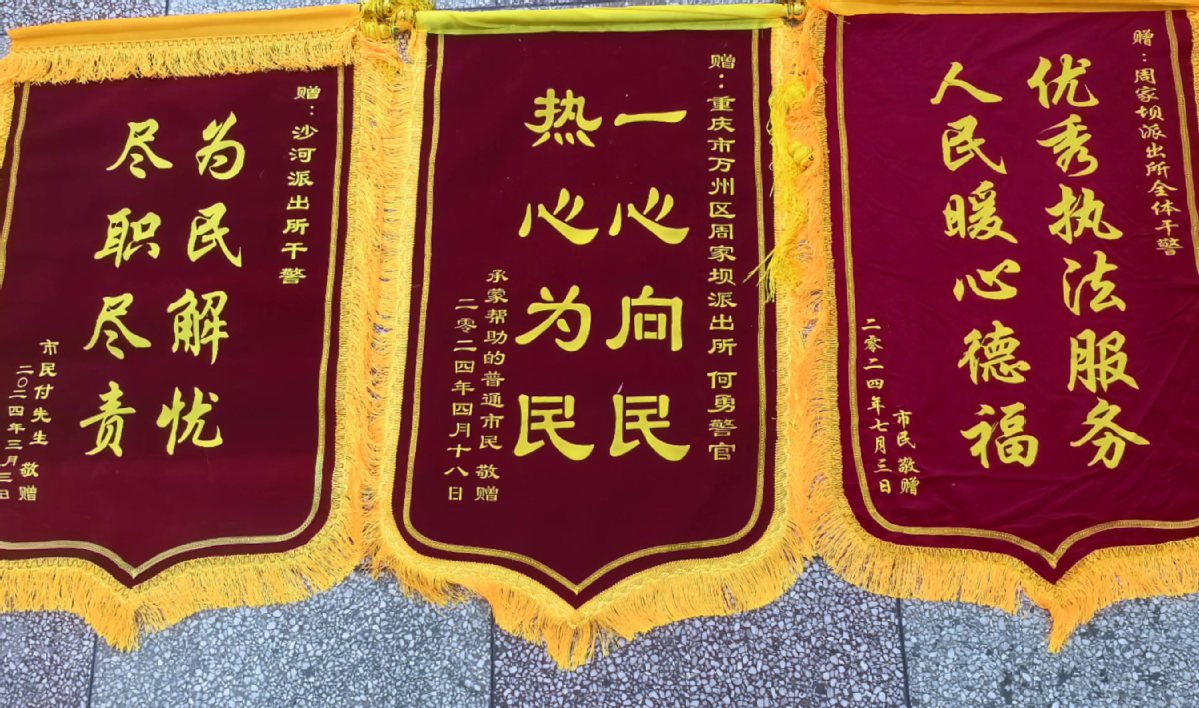 赠：沙河派出所干警
为民解忧
尽职尽责
市民付先生 敬赠
二〇二四年三月三日
赠：重庆市万州区周家坝派出所 何勇警官
一心向民
热心为民
承蒙帮助的普通市民 敬赠
二零二四年四月十八日
赠：周家坝派出所全体干警
优秀执法服务
人民暖心德福
市民 敬赠
二零二四年七月三日